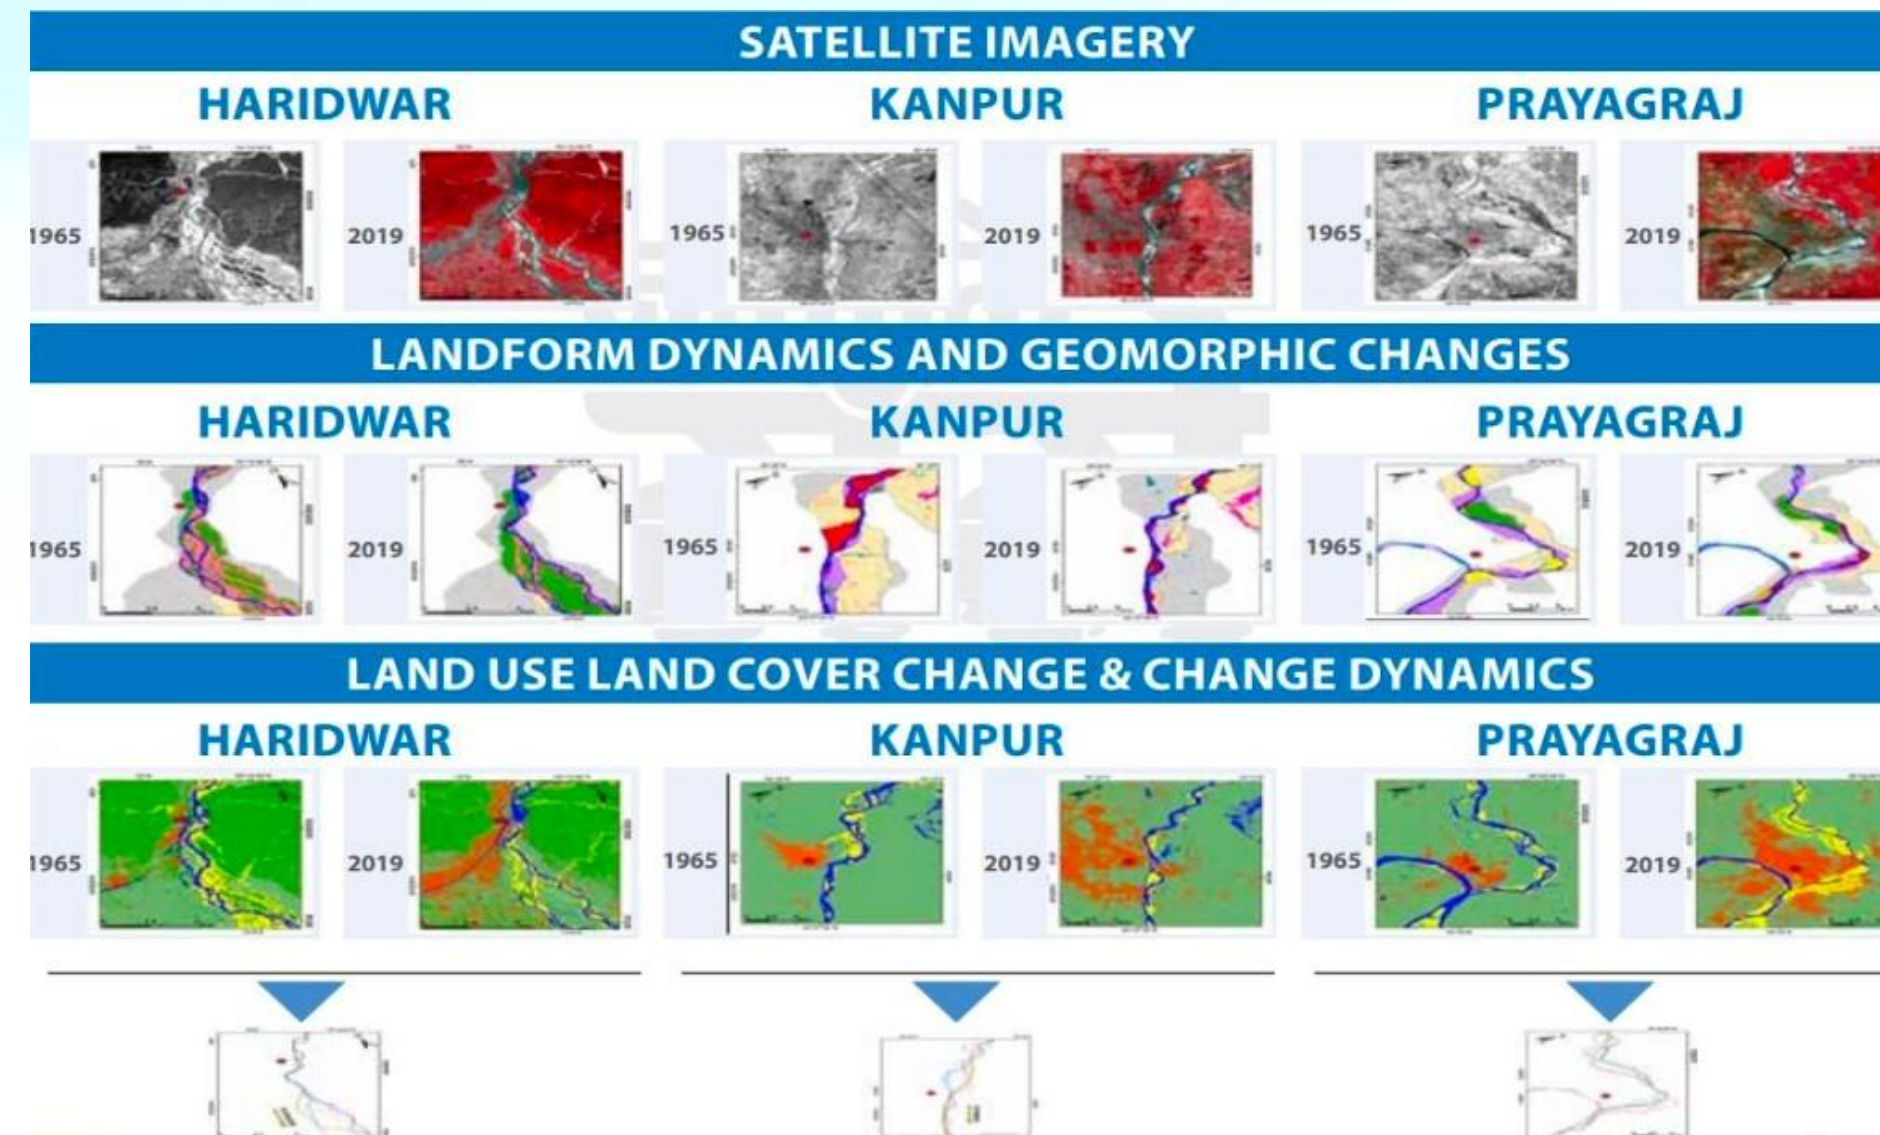 SATELLITE IMAGERY
HARIDWAR KANPUR PRAYAGRAJ
1965 2019 1965 2019 1965 2019
LANDFORM DYNAMICS AND GEOMORPHIC CHANGES
HARIDWAR KANPUR PRAYAGRAJ
1965 2019 1965 2019 1965 2019
LAND USE LAND COVER CHANGE & CHANGE DYNAMICS
HARIDWAR KANPUR PRAYAGRAJ
1965 2019 1965 2019 1965 2019